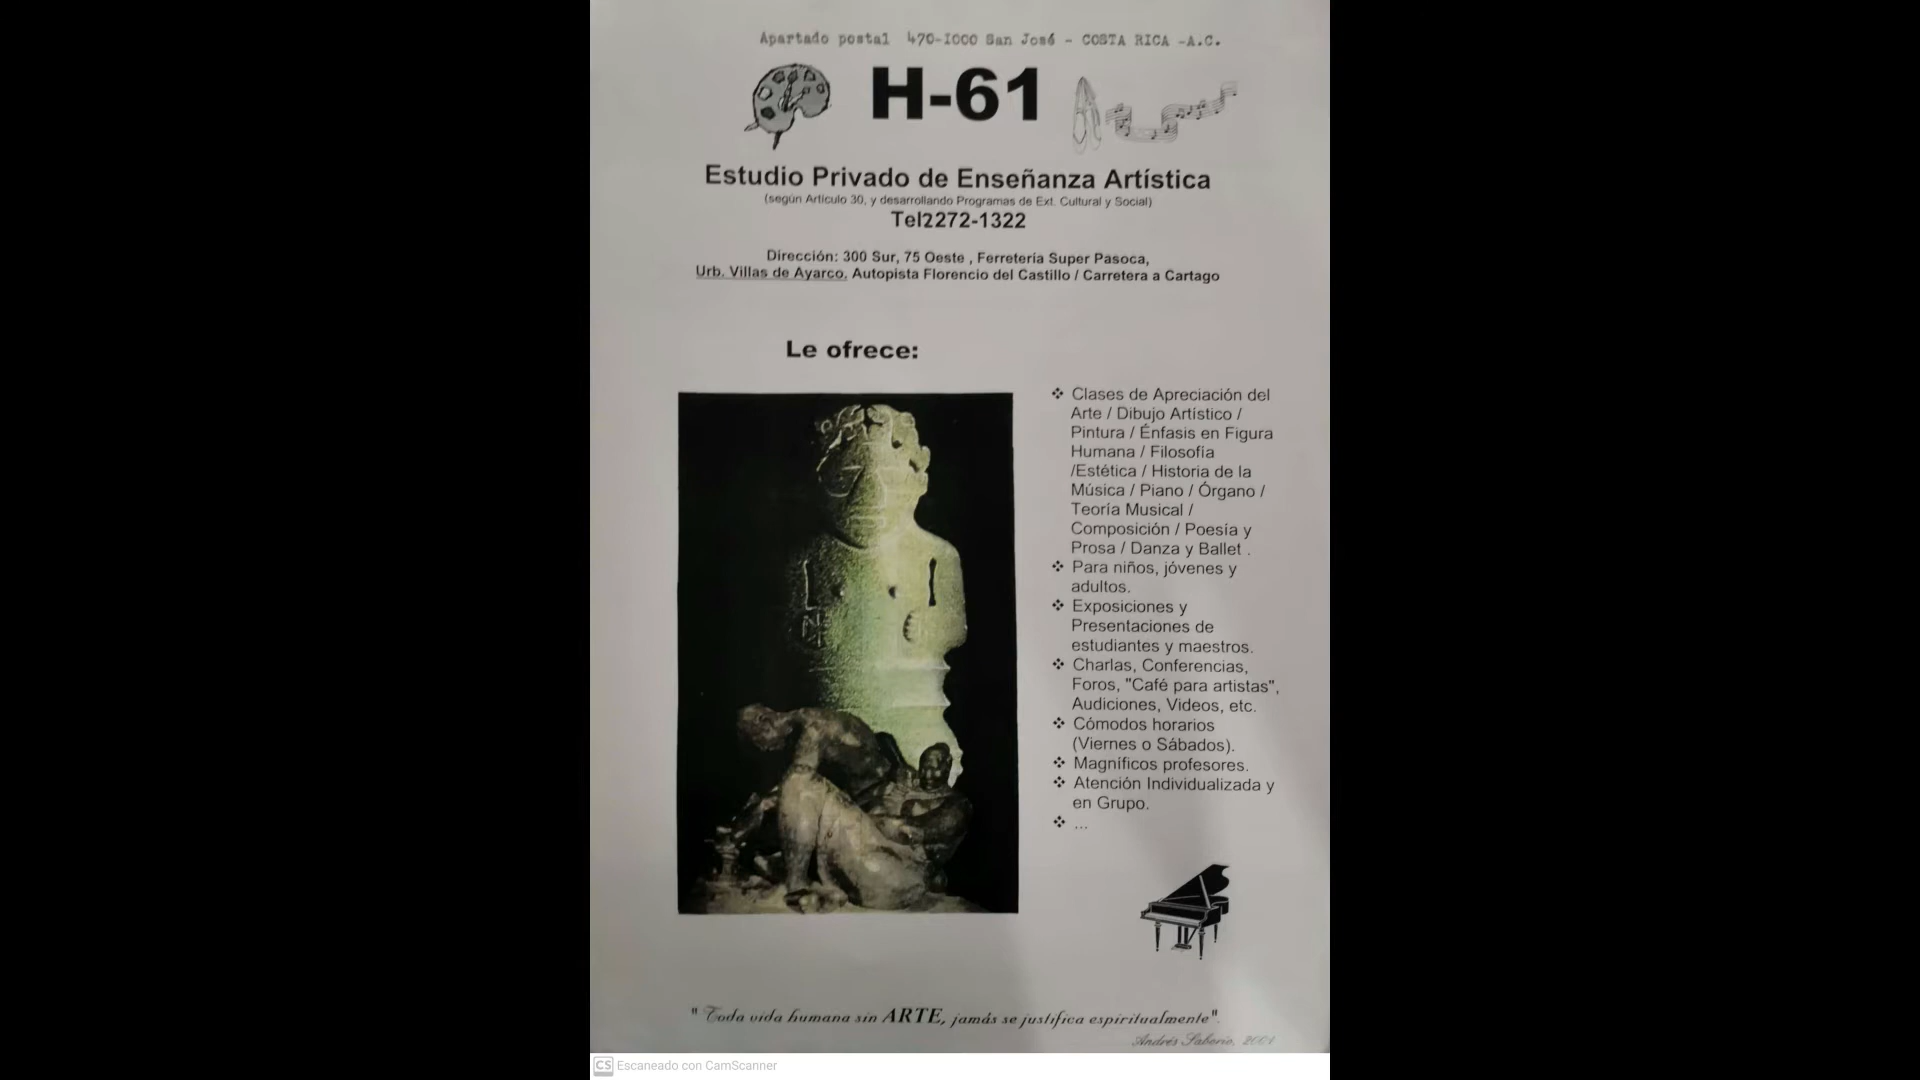 Apartado postal 470-1000 San José - COSTA RICA -A.C.
H-61
Estudio Privado de Enseñanza Artística
(según Artículo 30, y desarrollando Programas de Ext. Cultural y Social)
Tel2272-1322
Dirección: 300 Sur, 75 Oeste , Ferretería Super Pasoca,
Urb. Villas de Ayarco, Autopista Florencio del Castillo / Carretera a Cartago
Le ofrece:
❖ Clases de Apreciación del
Arte / Dibujo Artístico /
Pintura / Énfasis en Figura
Humana / Filosofía
/Estética / Historia de la
Música / Piano / Órgano /
Teoría Musical /
Composición / Poesía y
Prosa / Danza y Ballet .
❖ Para niños, jóvenes y
adultos.
❖ Exposiciones y
Presentaciones de
estudiantes y maestros.
❖ Charlas, Conferencias,
Foros, "Café para artistas",
Audiciones, Videos, etc.
❖ Cómodos horarios
(Viernes o Sábados).
❖ Magníficos profesores.
❖ Atención Individualizada y
en Grupo.
❖ ...
" Toda vida humana sin ARTE, jamás se justifica espiritualmente".
Andrés Saborío, 2001
CS Escaneado con CamScanner